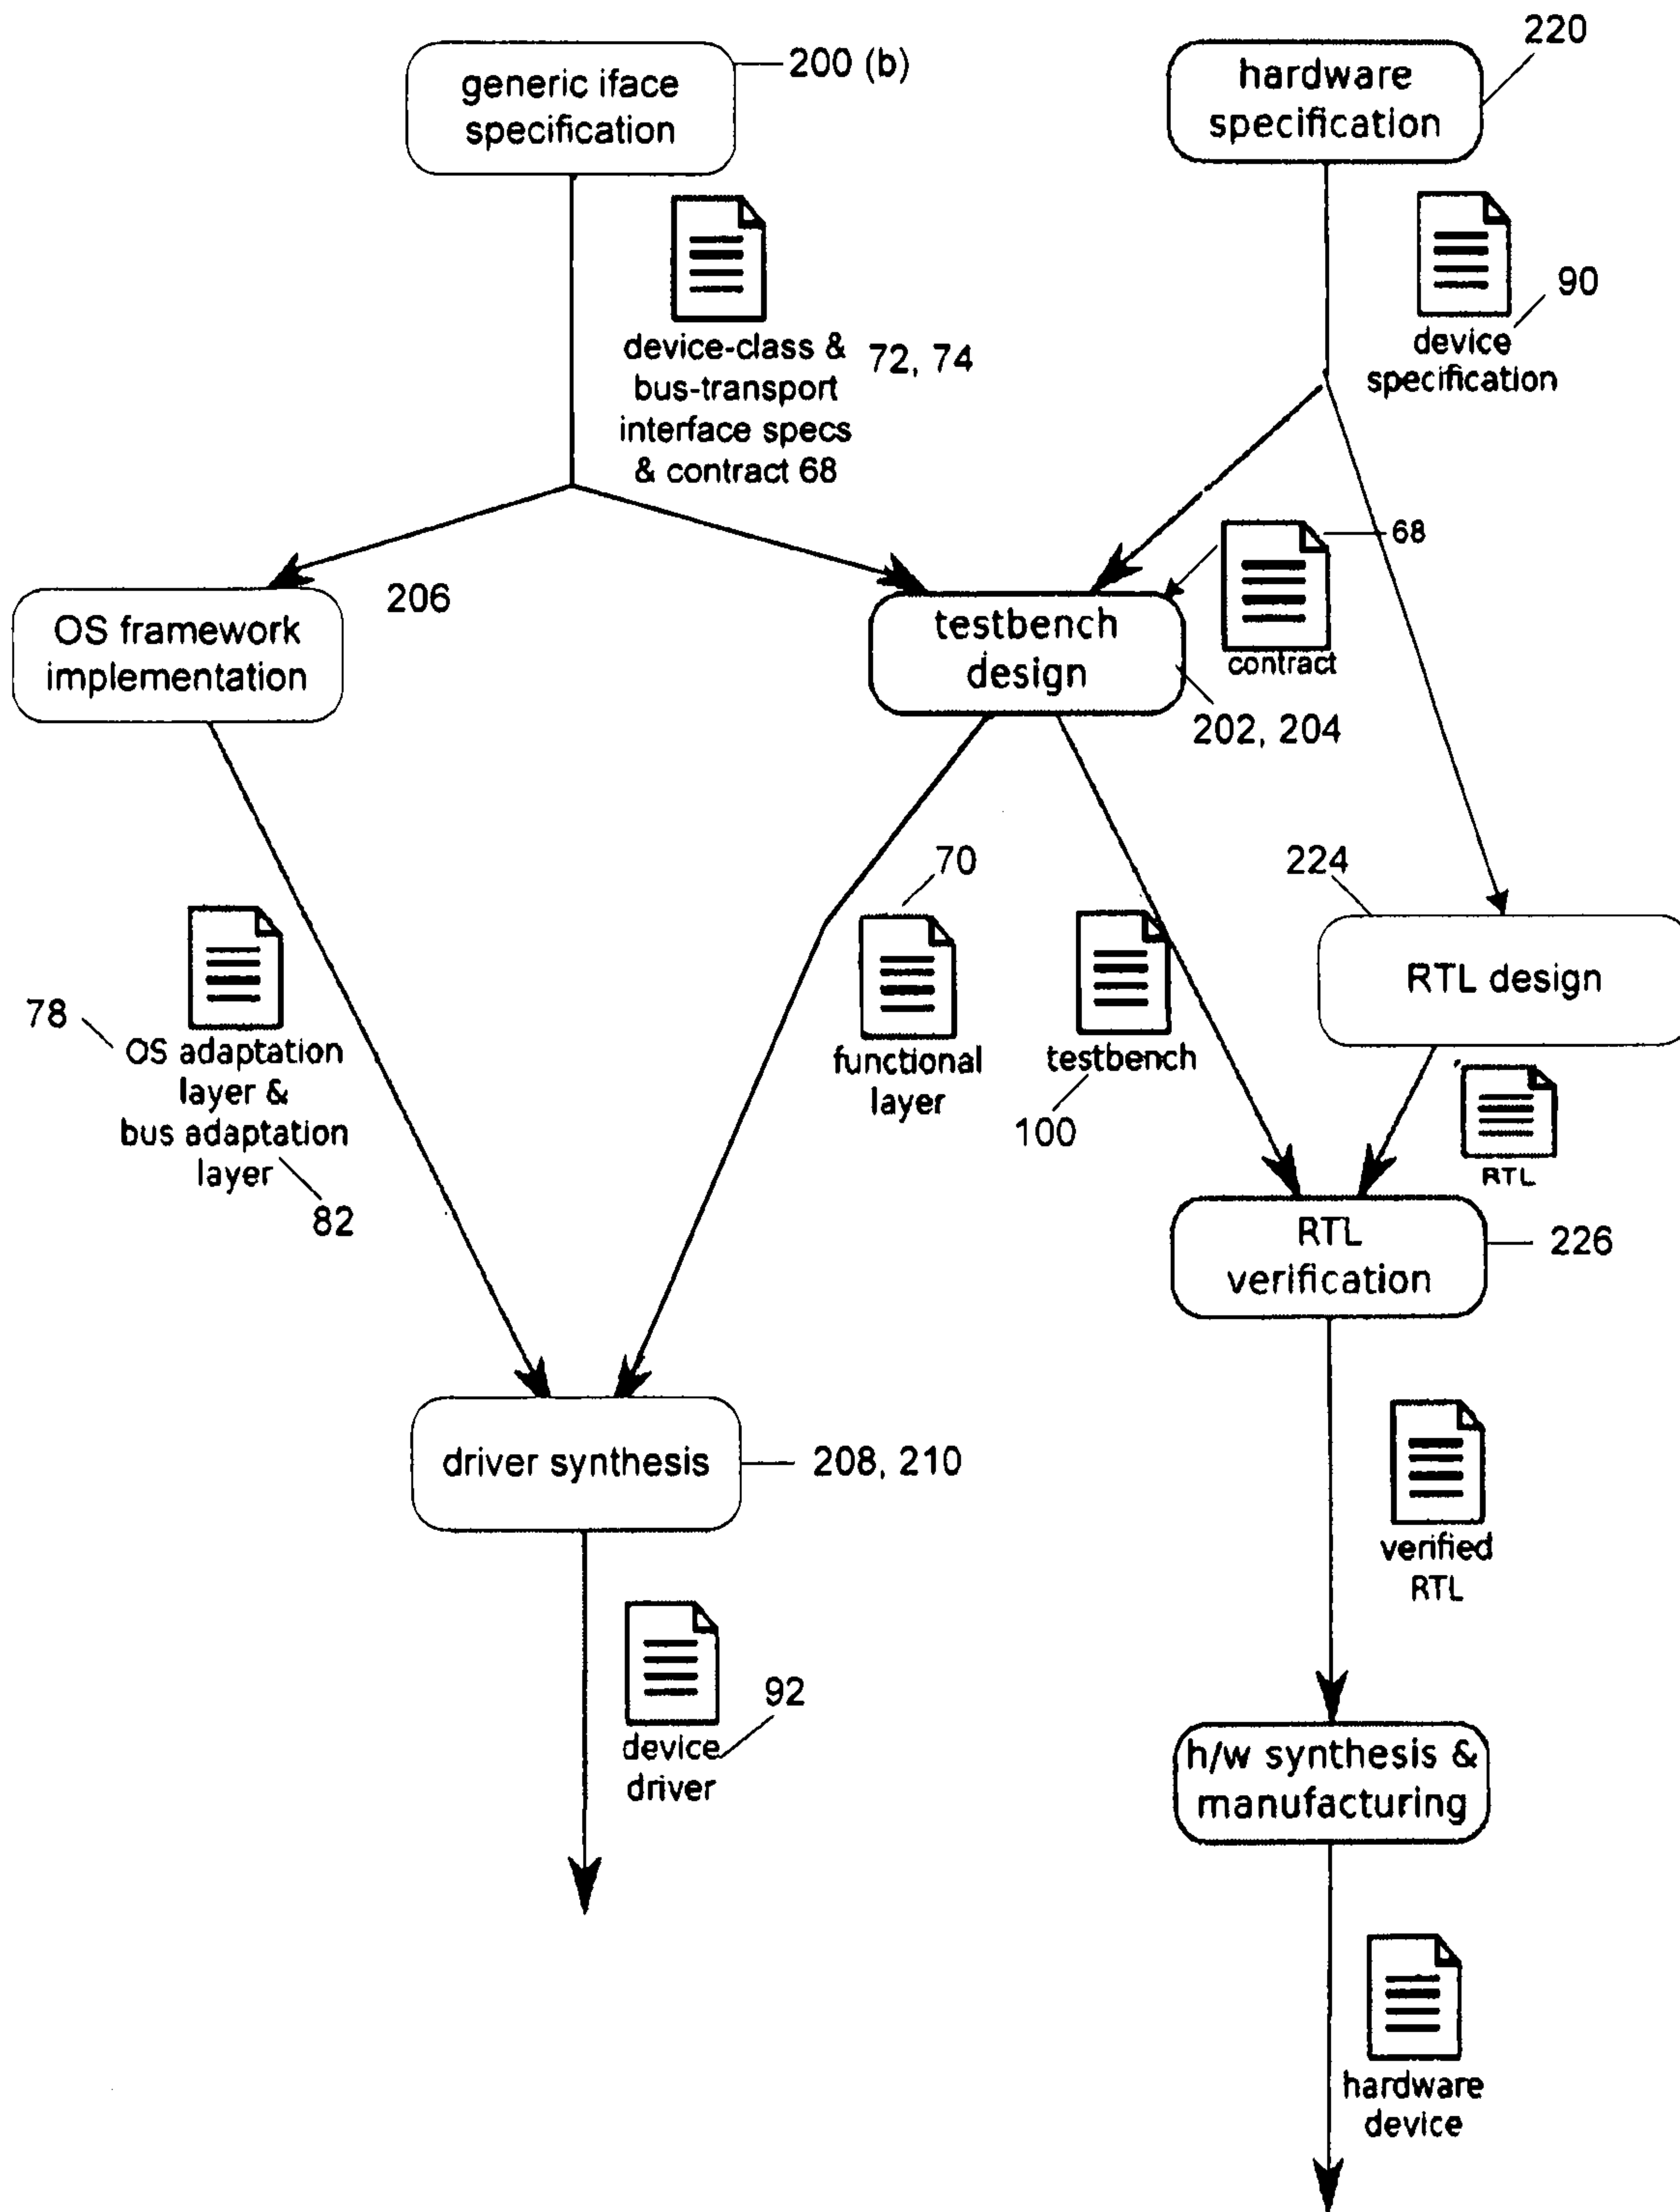 generic iface
specification
200 (b)
hardware
specification
220
device-class &
bus-transport
interface specs
& contract 68
72, 74
device
specification
90
OS framework
implementation
206
testbench
design
202, 204
contract
68
78
OS adaptation
layer &
bus adaptation
layer
82
70
functional
layer
testbench
100
224
RTL design
RTL
RTL
verification
226
driver synthesis
208, 210
verified
RTL
device
driver
92
h/w synthesis &
manufacturing
hardware
device